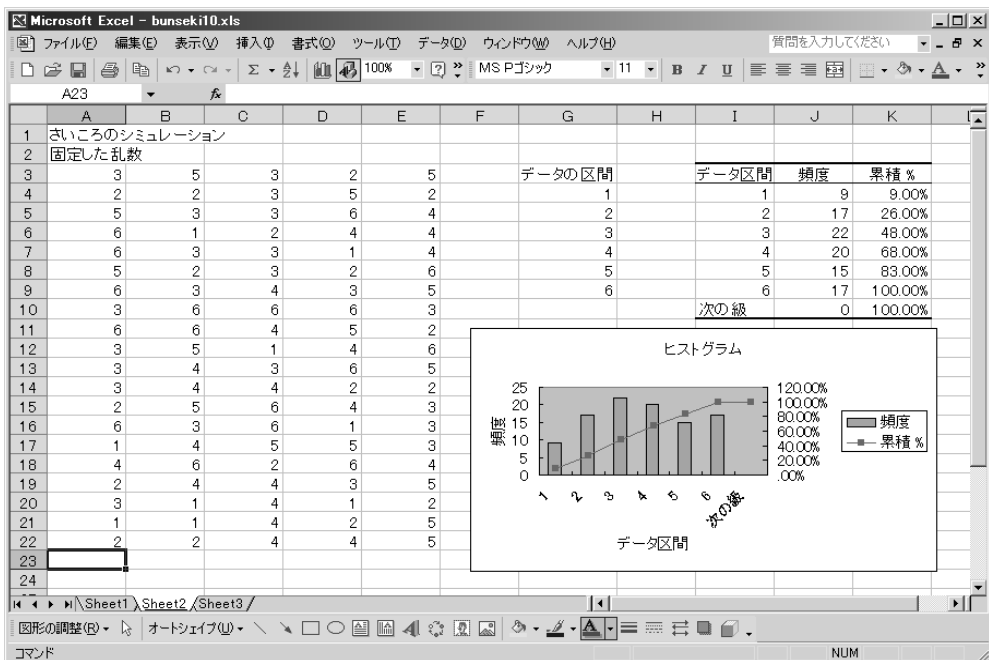 Microsoft Excel - bunseki10.xls
ファイル(F) 編集(E) 表示(V) 挿入(I) 書式(O) ツール(T) データ(D) ウィンドウ(W) ヘルプ(H) 質問を入力してください
100% MS Pゴシック 11 B I U
A23 fx
A B C D E F G H I J K
1 さいころのシミュレーション
2 固定した乱数
3 3 5 3 2 5 データの区間 データ区間 頻度 累積 %
4 2 2 3 5 2 1 1 9 9.00%
5 5 3 3 6 4 2 2 17 26.00%
6 6 1 2 4 4 3 3 22 48.00%
7 6 3 3 1 4 4 4 20 68.00%
8 5 2 3 2 6 5 5 15 83.00%
9 6 3 4 3 5 6 6 17 100.00%
10 3 6 6 6 3 次の級 0 100.00%
11 6 6 4 5 2
12 3 5 1 4 6
13 3 4 3 6 5
14 3 4 4 2 2
15 2 5 6 4 3
16 6 3 6 1 3
17 1 4 5 5 3
18 4 6 2 6 4
19 2 4 4 3 5
20 3 1 4 1 2
21 1 1 4 2 5
22 2 2 4 4 5
23
24
ヒストグラム
頻度
25
20
15
10
5
0
120.00%
100.00%
80.00%
60.00%
40.00%
20.00%
.00%
頻度
累積 %
1 2 3 4 5 6 次の級
データ区間
Sheet1 Sheet2 Sheet3
図形の調整(R) オートシェイプ(U)
コマンド NUM